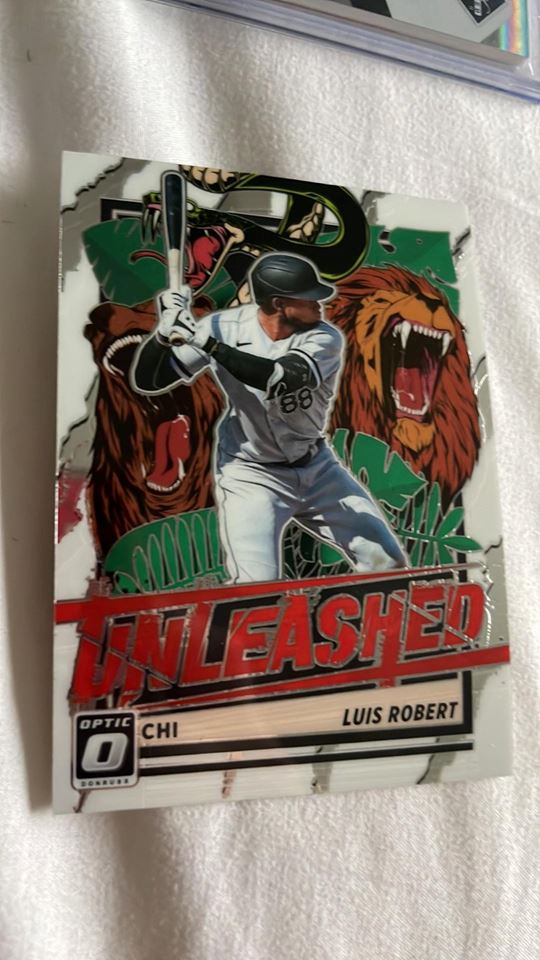 88
UNLEASHED
OPTIC
DONRUSS
CHI
LUIS ROBERT